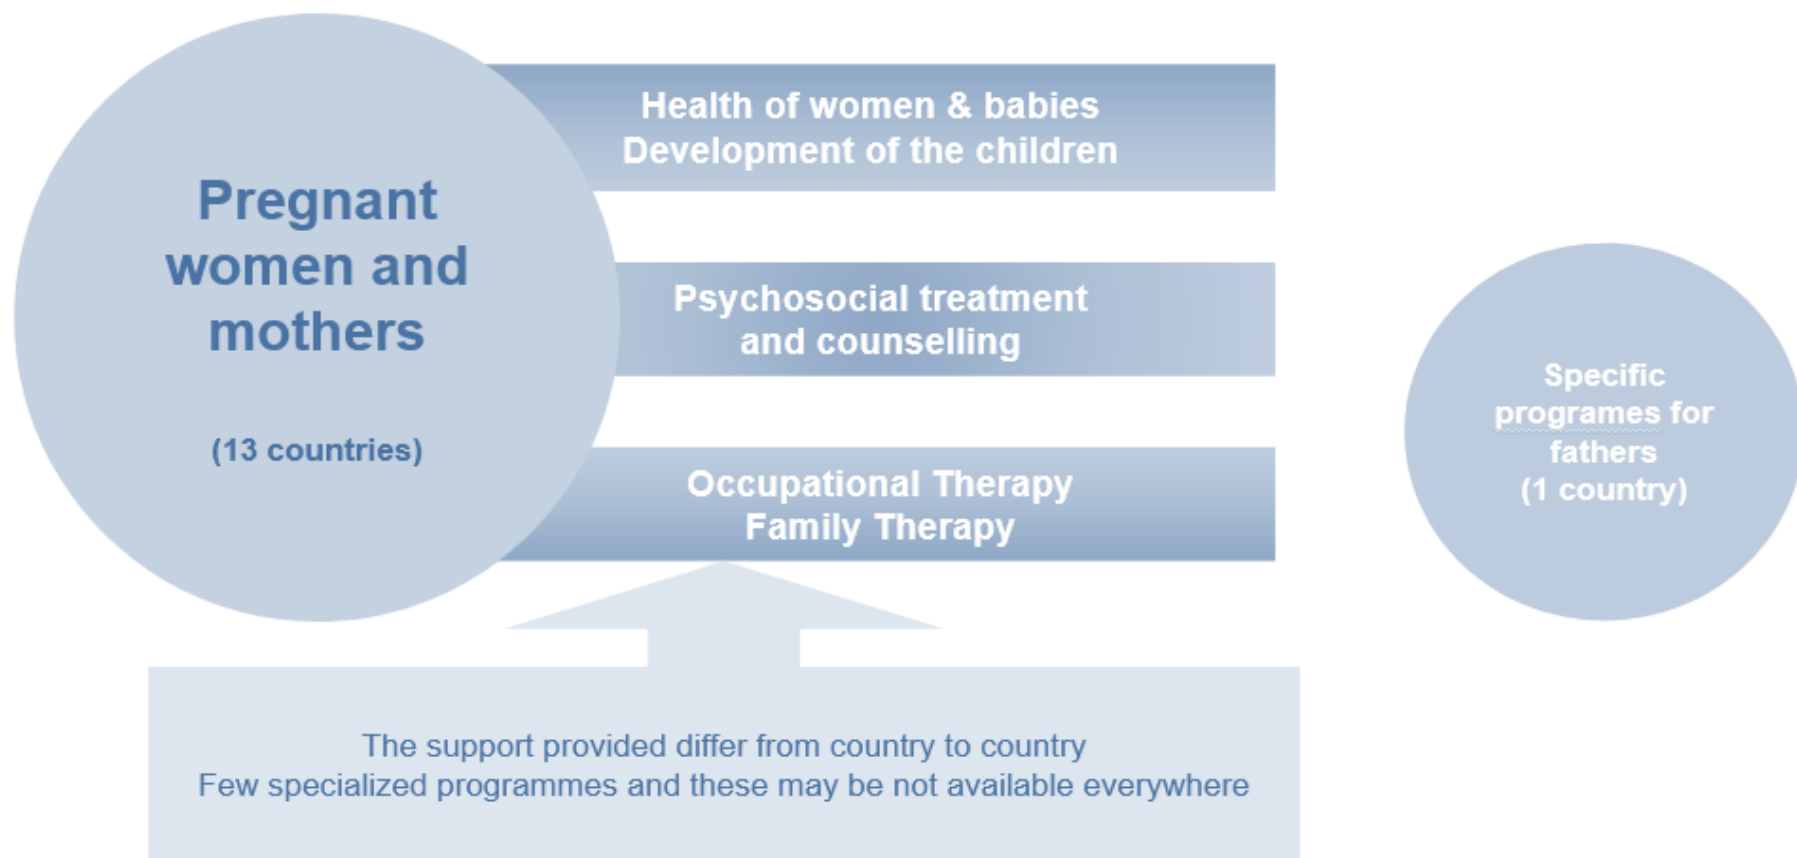 Pregnant
women and
mothers
(13 countries)
Health of women & babies
Development of the children
Psychosocial treatment
and counselling
Occupational Therapy
Family Therapy
Specific
programes for
fathers
(1 country)
The support provided differ from country to country
Few specialized programmes and these may be not available everywhere